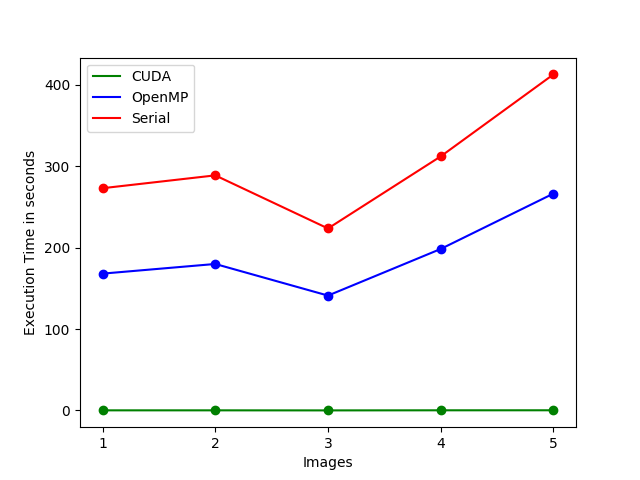 CUDA
OpenMP
Serial
Execution Time in seconds
400
300
200
100
0
1 2 3 4 5
Images